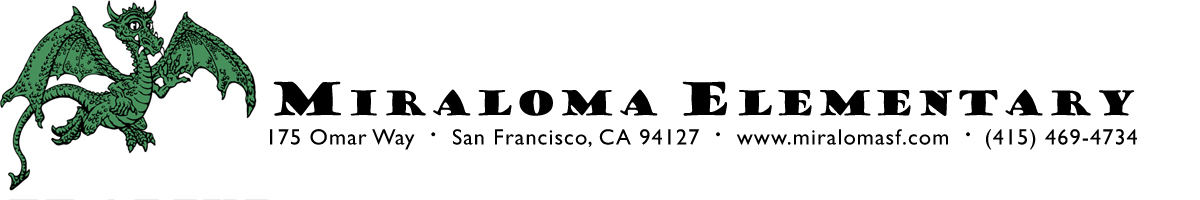 MIRALOMA ELEMENTARY
175 Omar Way · San Francisco, CA 94127 · www.miralomasf.com · (415) 469-4734